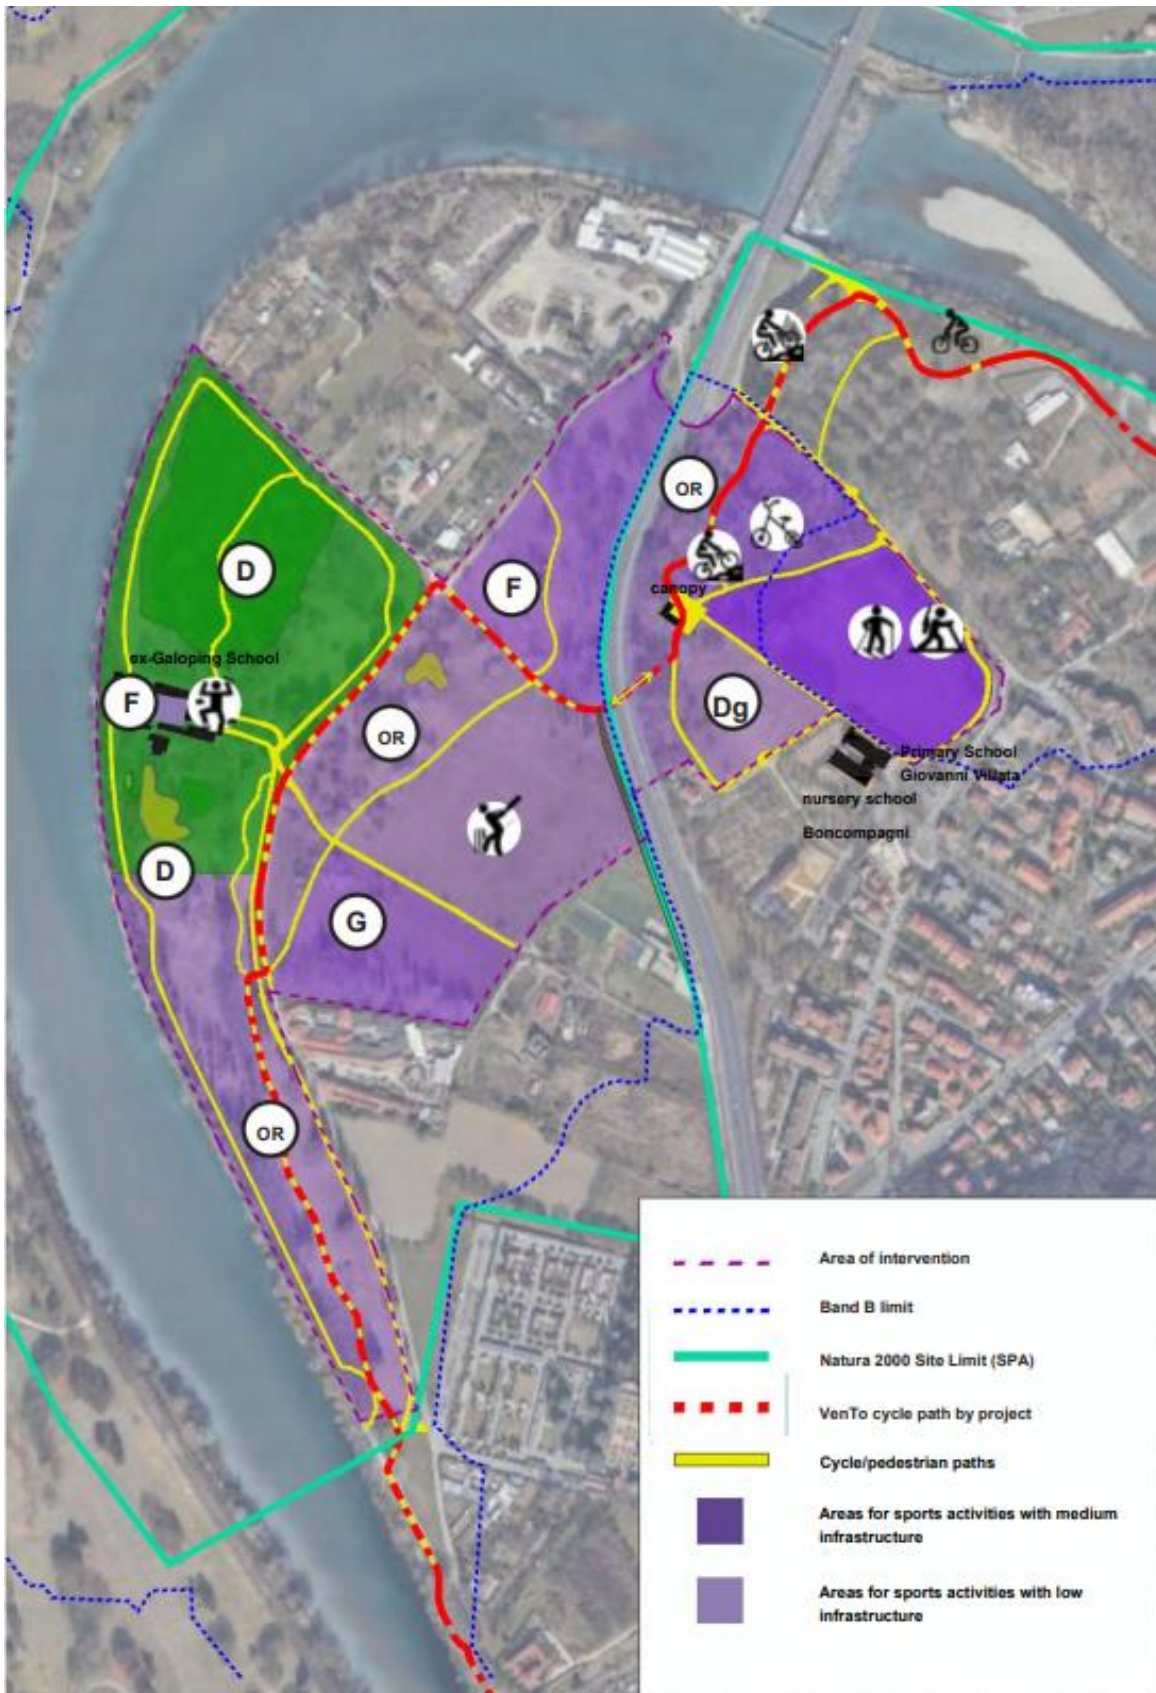 OR
D
F
canopy
ex-Galoping School
F
OR
Dg
Primary School
Giovanni Villata
nursery school
Boncompagni
D
G
OR
Area of intervention
Band B limit
Natura 2000 Site Limit (SPA)
VenTo cycle path by project
Cycle/pedestrian paths
Areas for sports activities with medium
infrastructure
Areas for sports activities with low
infrastructure